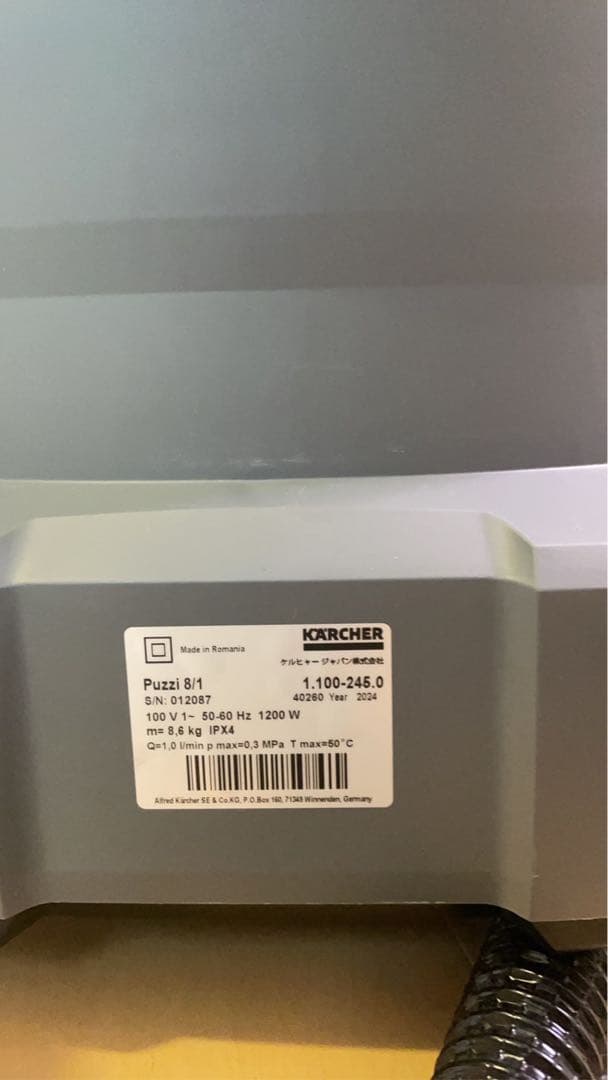 Made in Romania
KÄRCHER
ケルヒャー ジャパン株式会社
Puzzi 8/1
1.100-245.0
S/N: 012087
40260 Year 2024
100 V 1~ 50-60 Hz 1200 W
m= 8,6 kg IPX4
Q=1,0 l/min p max=0,3 MPa T max=50°C
Alfred Kärcher SE & Co.KG, P.O.Box 160, 71349 Winnenden, Germany